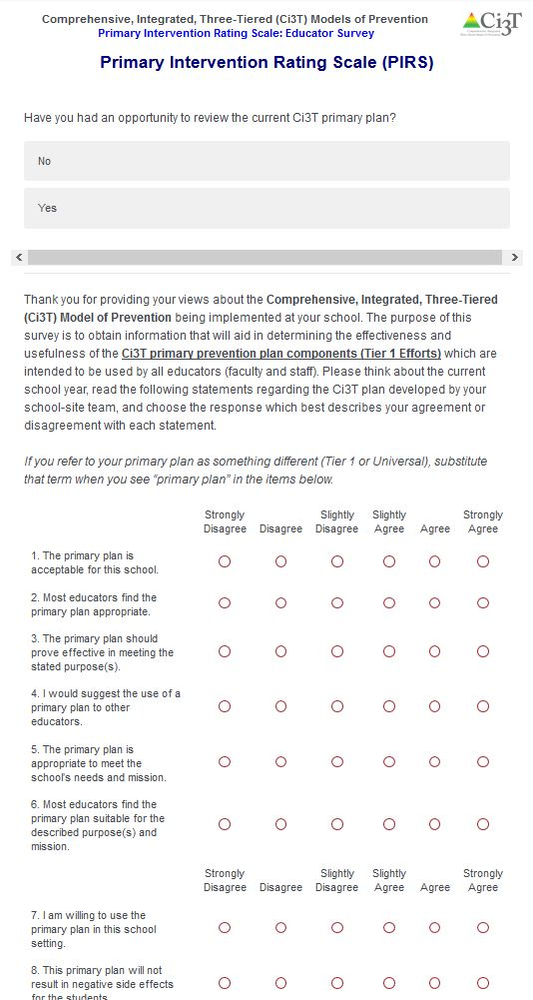 Comprehensive, Integrated, Three-Tiered (Ci3T) Models of Prevention
Primary Intervention Rating Scale: Educator Survey
Ci3T
Primary Intervention Rating Scale (PIRS)
Have you had an opportunity to review the current Ci3T primary plan?
No
Yes
Thank you for providing your views about the Comprehensive, Integrated, Three-Tiered
(Ci3T) Model of Prevention being implemented at your school. The purpose of this
survey is to obtain information that will aid in determining the effectiveness and
usefulness of the Ci3T primary prevention plan components (Tier 1 Efforts) which are
intended to be used by all educators (faculty and staff). Please think about the current
school year, read the following statements regarding the Ci3T plan developed by your
school-site team, and choose the response which best describes your agreement or
disagreement with each statement.
If you refer to your primary plan as something different (Tier 1 or Universal), substitute
that term when you see “primary plan” in the items below.
Strongly Slightly Slightly Strongly
Disagree Disagree Disagree Agree Agree Agree
1. The primary plan is
acceptable for this school.
2. Most educators find the
primary plan appropriate.
3. The primary plan should
prove effective in meeting the
stated purpose(s).
4. I would suggest the use of a
primary plan to other
educators.
5. The primary plan is
appropriate to meet the
school's needs and mission.
6. Most educators find the
primary plan suitable for the
described purpose(s) and
mission.
Strongly Slightly Slightly Strongly
Disagree Disagree Disagree Agree Agree Agree
7. I am willing to use the
primary plan in this school
setting.
8. This primary plan will not
result in negative side effects
for the students